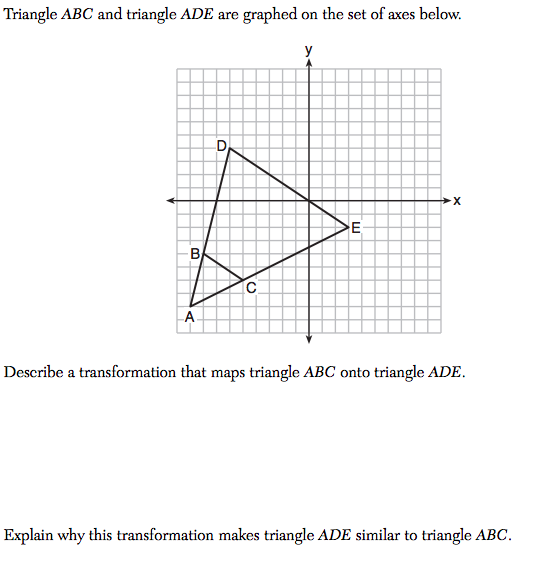 Triangle ABC and triangle ADE are graphed on the set of axes below.
y
D
x
E
B
C
A
Describe a transformation that maps triangle ABC onto triangle ADE.
Explain why this transformation makes triangle ADE similar to triangle ABC.